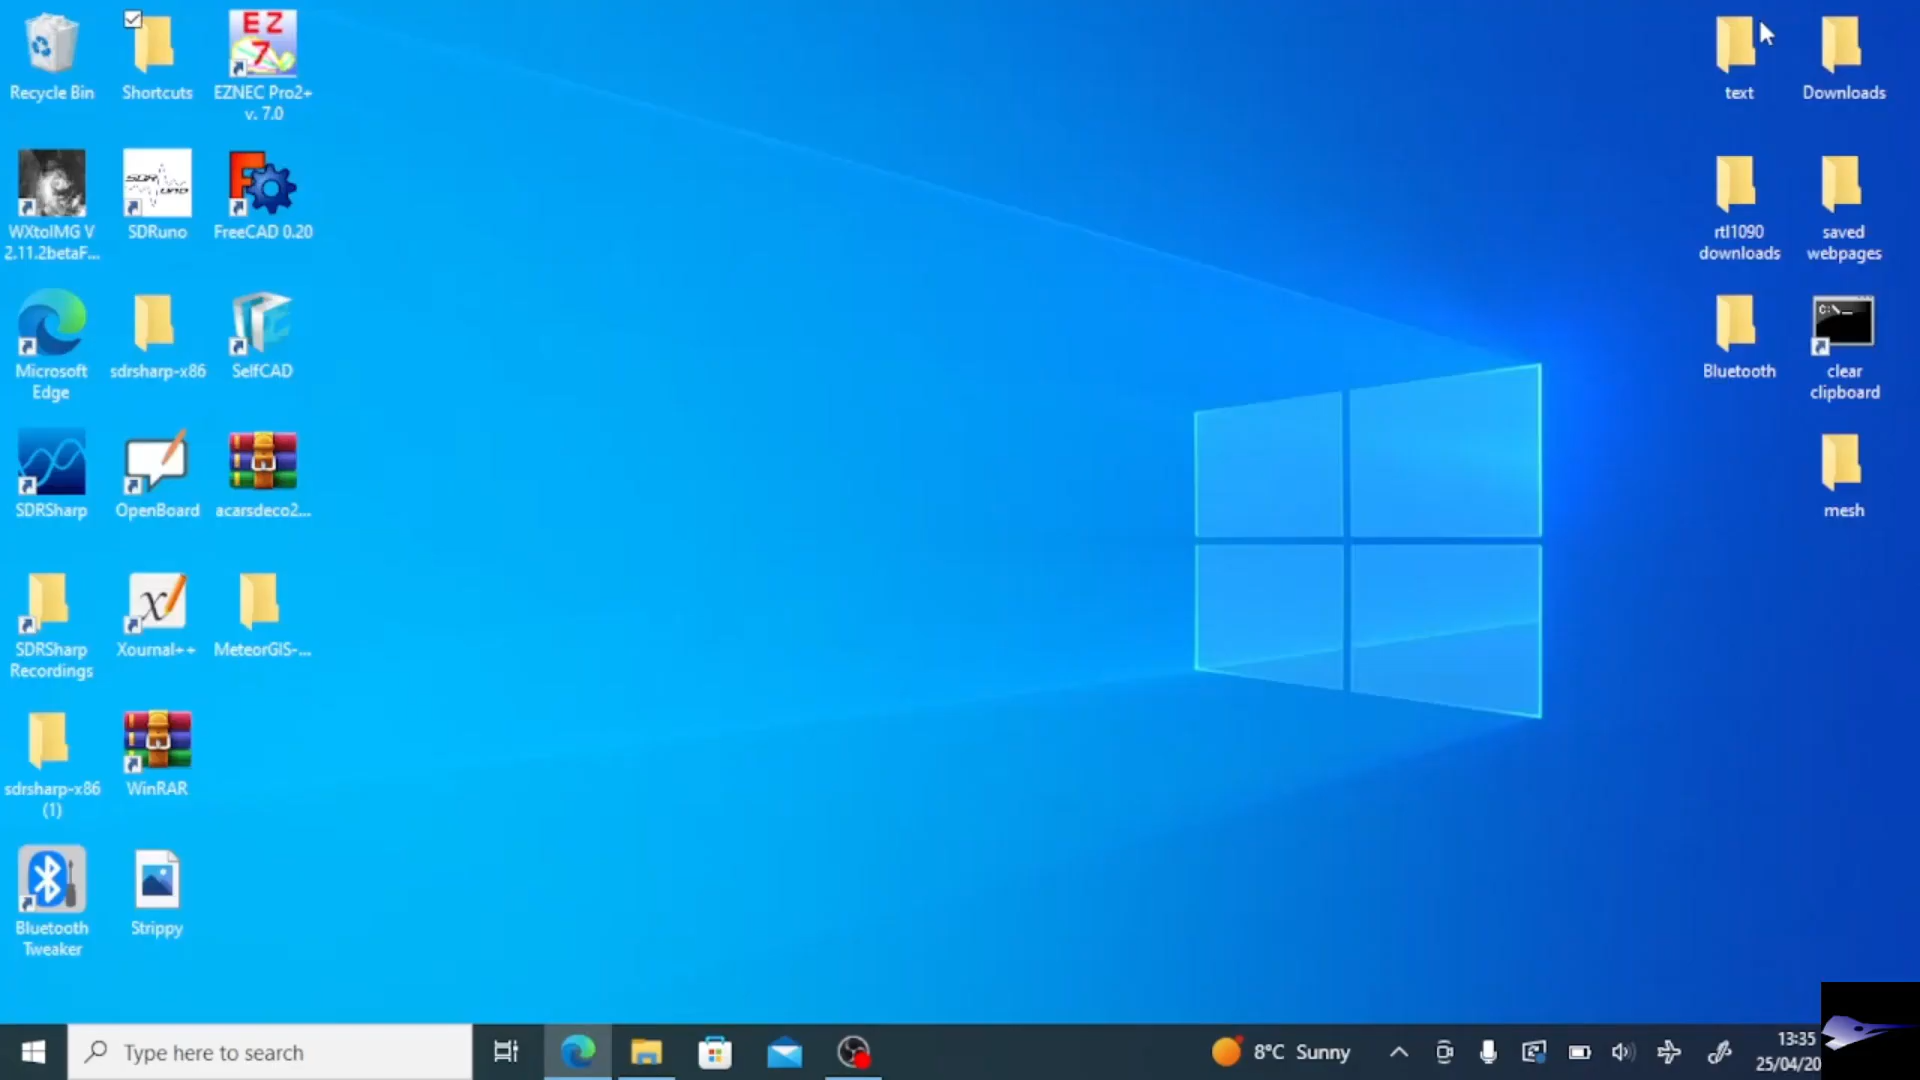 Recycle Bin
Shortcuts
EZ
7
EZNEC Pro2+
v. 7.0
text
Downloads
WXtoIMG V
2.11.2betaF...
SDRuno
FreeCAD 0.20
rtl1090
downloads
saved
webpages
Microsoft
Edge
sdrsharp-x86
SelfCAD
Bluetooth
C:\_
clear
clipboard
SDRSharp
OpenBoard
acarsdeco2...
mesh
SDRSharp
Recordings
Xournal++
MeteorGIS-...
sdrsharp-x86
(1)
WinRAR
Bluetooth
Tweaker
Strippy
Type here to search
8°C Sunny
13:35
25/04/20